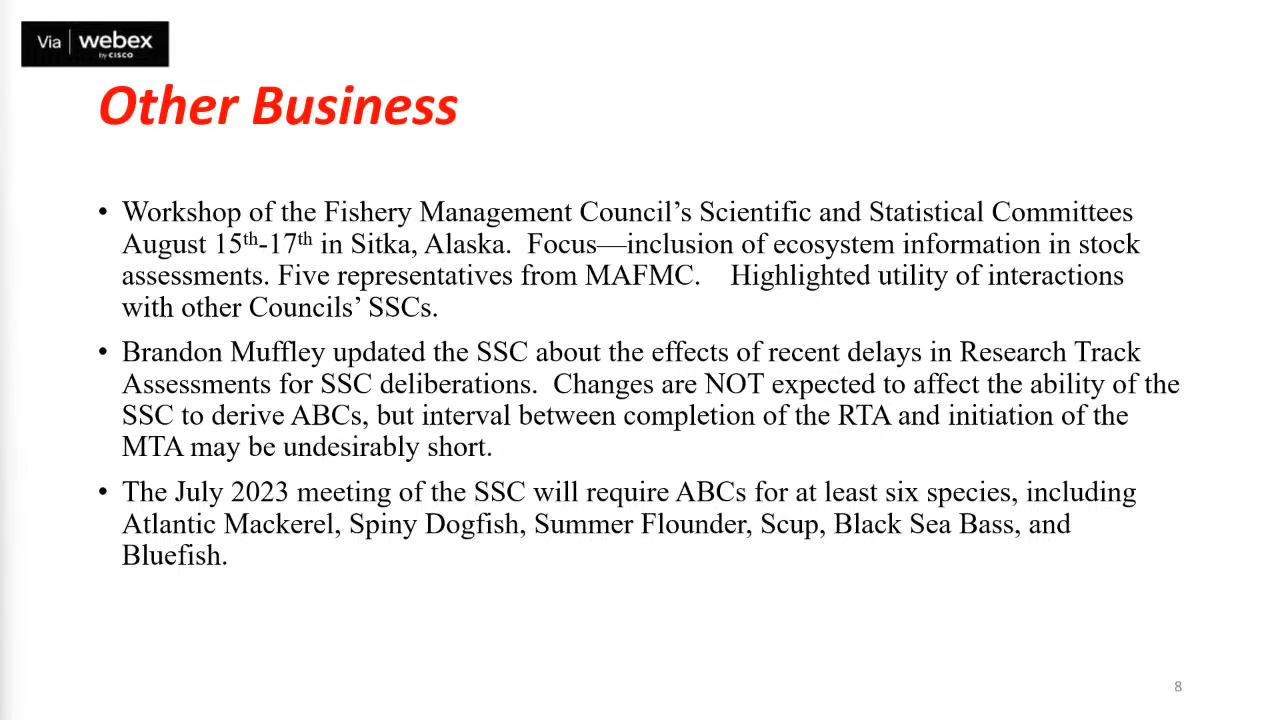 Via | webex
by CISCO
Other Business
• Workshop of the Fishery Management Council’s Scientific and Statistical Committees
August 15th-17th in Sitka, Alaska.  Focus—inclusion of ecosystem information in stock
assessments. Five representatives from MAFMC.    Highlighted utility of interactions
with other Councils’ SSCs.
• Brandon Muffley updated the SSC about the effects of recent delays in Research Track
Assessments for SSC deliberations.  Changes are NOT expected to affect the ability of the
SSC to derive ABCs, but interval between completion of the RTA and initiation of the
MTA may be undesirably short.
• The July 2023 meeting of the SSC will require ABCs for at least six species, including
Atlantic Mackerel, Spiny Dogfish, Summer Flounder, Scup, Black Sea Bass, and
Bluefish.
8